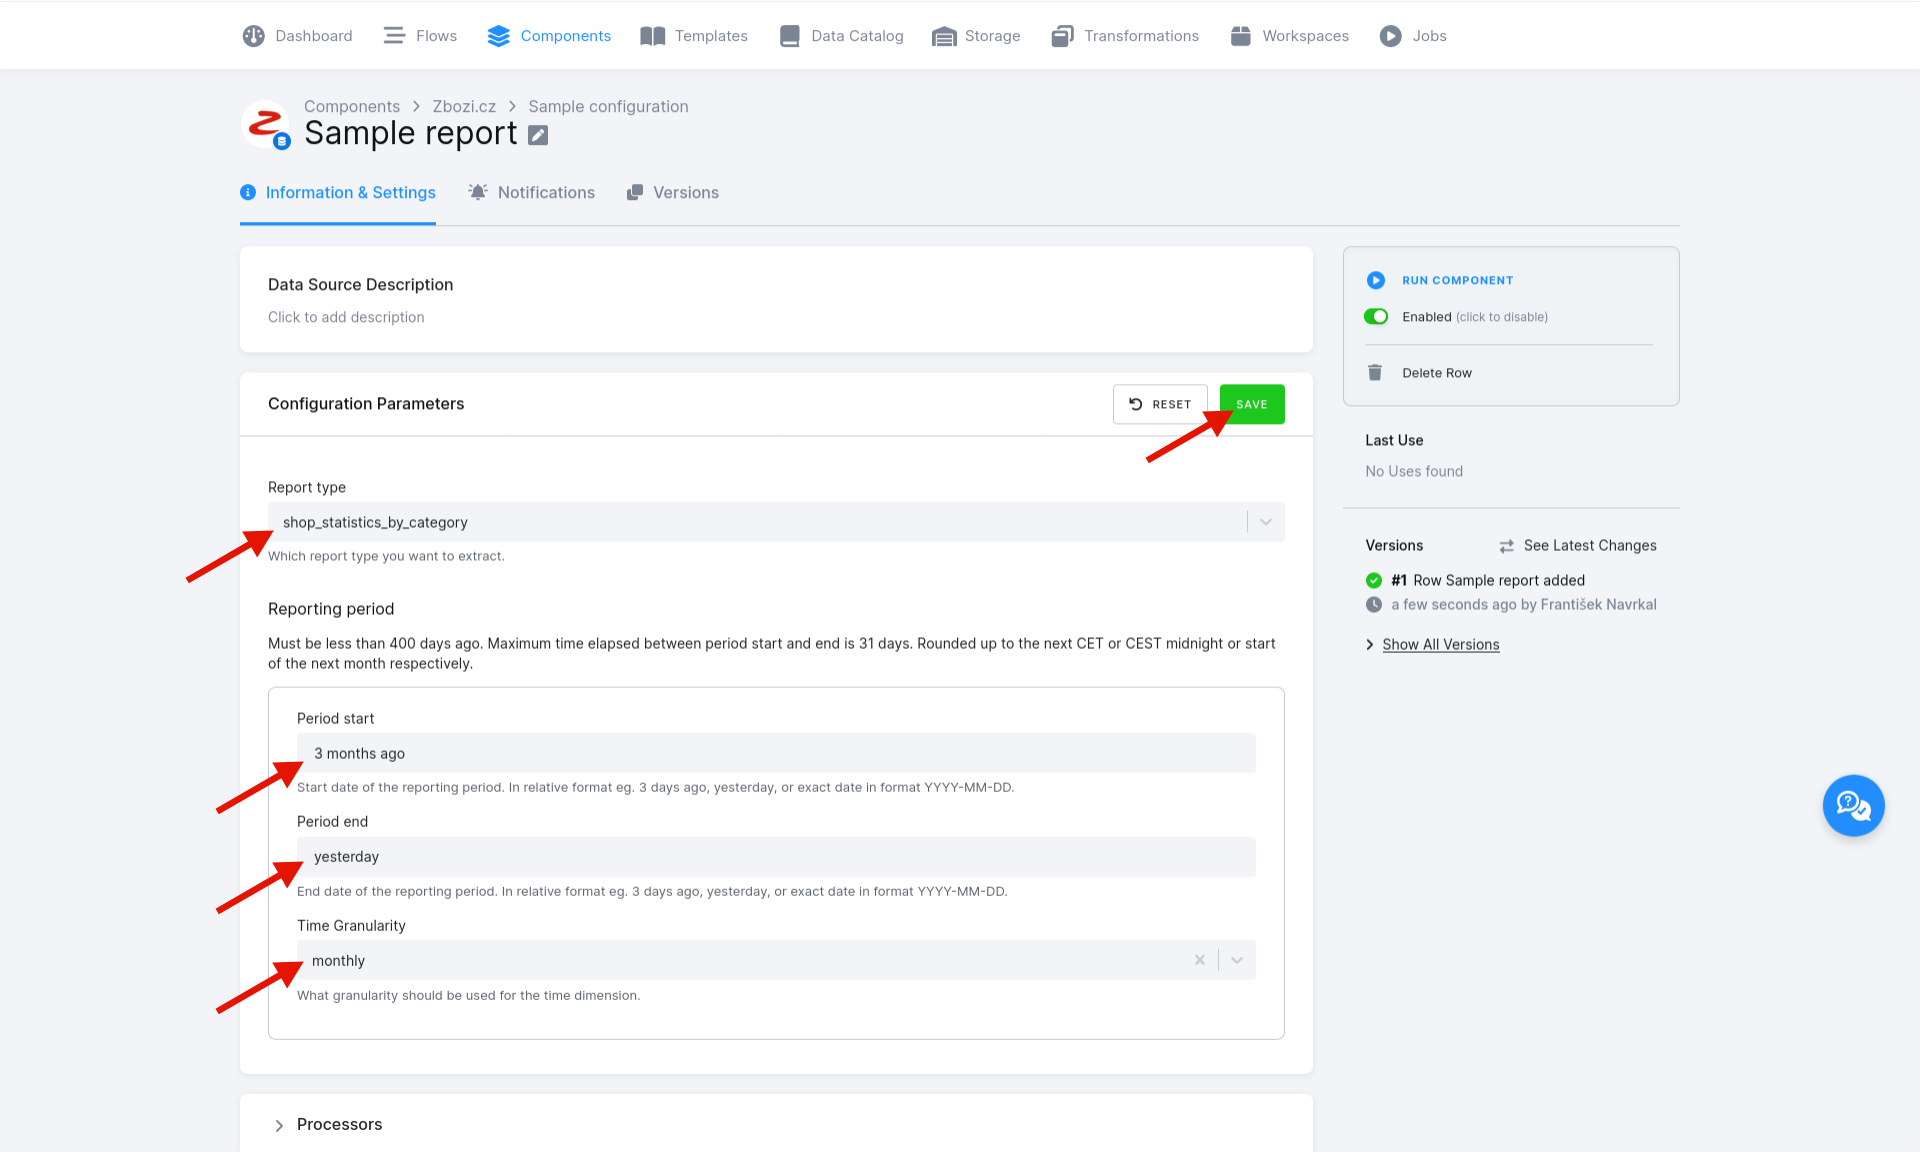 Dashboard Flows Components Templates Data Catalog Storage Transformations Workspaces Jobs
Components > Zbozi.cz > Sample configuration
Sample report
Information & Settings Notifications Versions
Data Source Description
Click to add description
Configuration Parameters
RESET SAVE
Report type
shop_statistics_by_category
Which report type you want to extract.
Reporting period
Must be less than 400 days ago. Maximum time elapsed between period start and end is 31 days. Rounded up to the next CET or CEST midnight or start
of the next month respectively.
Period start
3 months ago
Start date of the reporting period. In relative format eg. 3 days ago, yesterday, or exact date in format YYYY-MM-DD.
Period end
yesterday
End date of the reporting period. In relative format eg. 3 days ago, yesterday, or exact date in format YYYY-MM-DD.
Time Granularity
monthly
What granularity should be used for the time dimension.
Processors
RUN COMPONENT
Enabled (click to disable)
Delete Row
Last Use
No Uses found
Versions See Latest Changes
#1 Row Sample report added
a few seconds ago by František Navrkal
Show All Versions